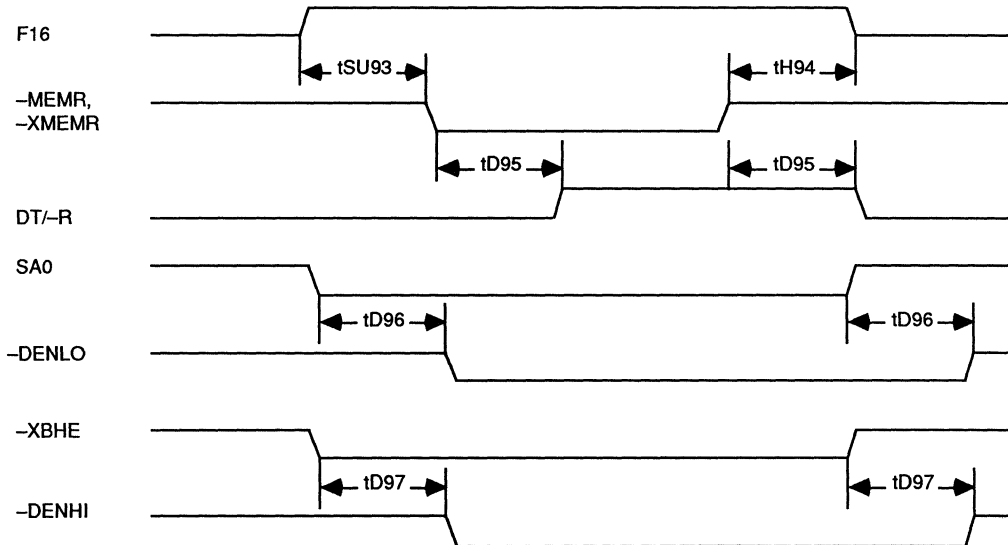 F16
tSU93
tH94
–MEMR,
–XMEMR
tD95
tD95
DT/–R
SA0
tD96
tD96
–DENLO
–XBHE
tD97
tD97
–DENHI